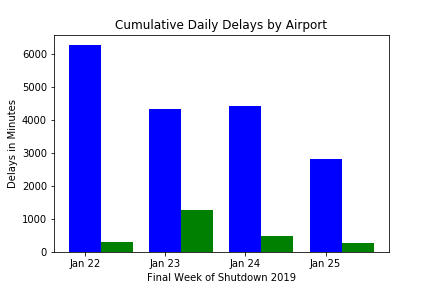 Cumulative Daily Delays by Airport
6000
5000
4000
3000
2000
1000
0
Delays in Minutes
Jan 22 Jan 23 Jan 24 Jan 25
Final Week of Shutdown 2019